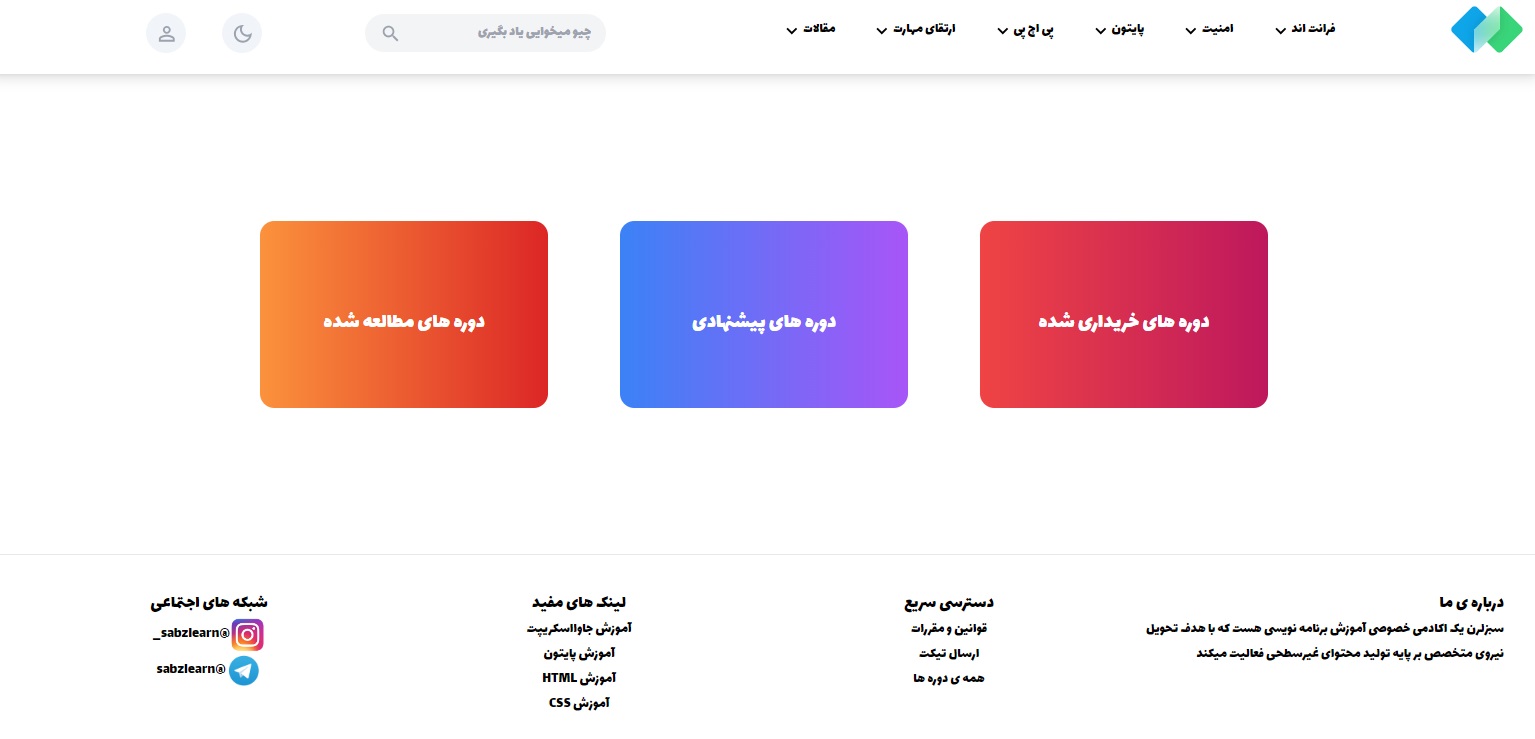 فرانت اند
امنیت
پایتون
پی اچ پی
ارتقای مهارت
مقالات
چیو میخوایی یاد بگیری
دوره های خریداری شده
دوره های پیشنهادی
دوره های مطالعه شده
درباره ی ما
سبزلرن یک اکادمی خصوصی آموزش برنامه نویسی هست که با هدف تحویل
نیروی متخصص بر پایه تولید محتوای غیرسطحی فعالیت میکند
دسترسی سریع
قوانین و مقررات
ارسال تیکت
همه ی دوره ها
لینک های مفید
آموزش جاوااسکریپت
آموزش پایتون
آموزش HTML
آموزش CSS
شبکه های اجتماعی
_sabzlearn@
sabzlearn@